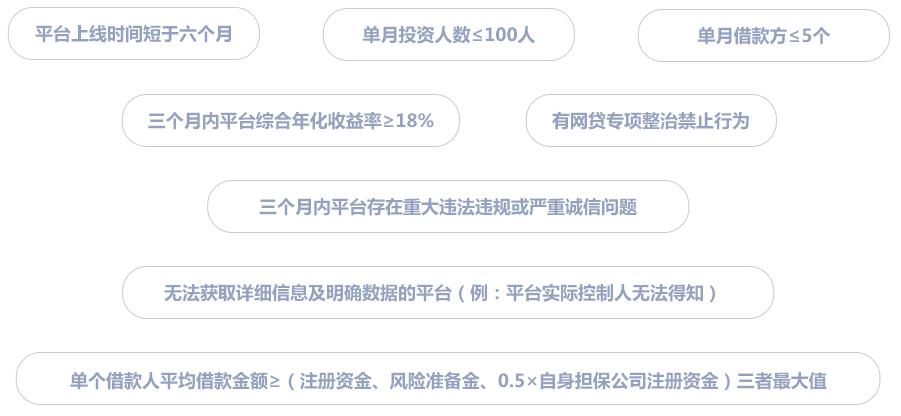 平台上线时间短于六个月
单月投资人数≤100人
单月借款方≤5个
三个月内平台综合年化收益率≥18%
有网贷专项整治禁止行为
三个月内平台存在重大违法违规或严重诚信问题
无法获取详细信息及明确数据的平台（例：平台实际控制人无法得知）
单个借款人平均借款金额≥（注册资金、风险准备金、0.5×自身担保公司注册资金）三者最大值